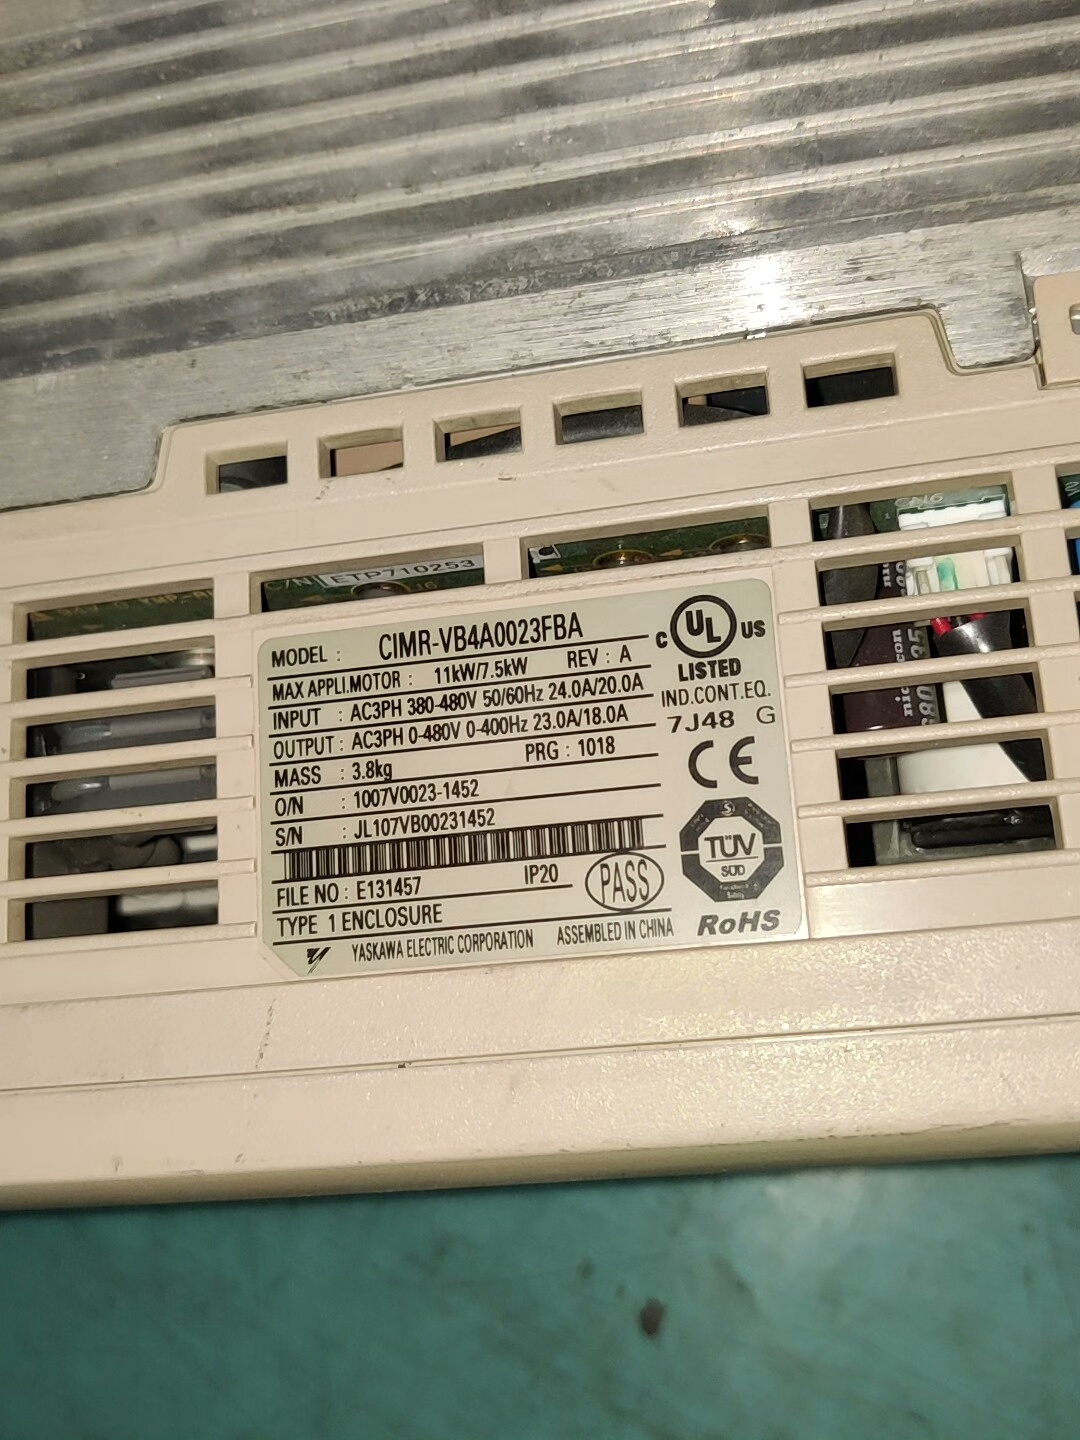 CN6
C/N ETP710253
MODEL : CIMR-VB4A0023FBA
MAX APPLI.MOTOR : 11kW/7.5kW REV : A
INPUT : AC3PH 380-480V 50/60Hz 24.0A/20.0A
OUTPUT : AC3PH 0-480V 0-400Hz 23.0A/18.0A
MASS : 3.8kg PRG : 1018
O/N : 1007V0023-1452
S/N : JL107VB00231452
FILE NO : E131457 IP20 PASS
TYPE 1 ENCLOSURE
YASKAWA ELECTRIC CORPORATION ASSEMBLED IN CHINA
C UL US
LISTED
IND.CONT.EQ.
7J48 G
CE
TÜV
SÜD
RoHS
nicon